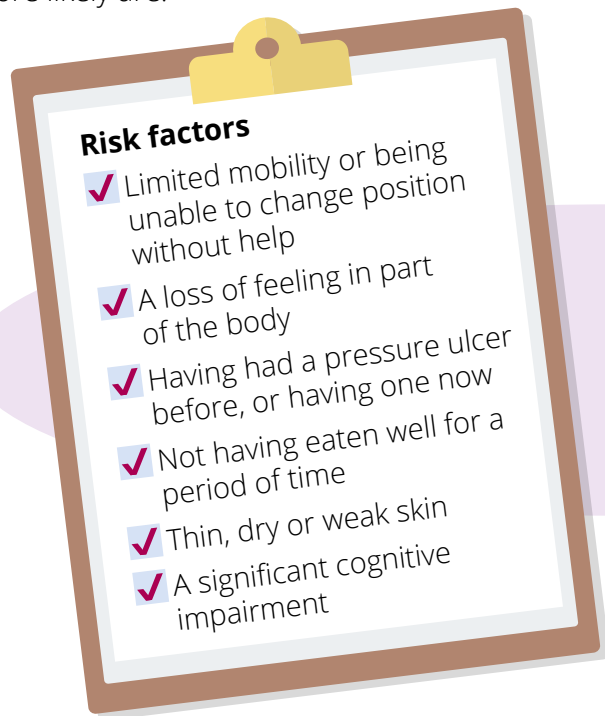 likely are:
Risk factors
Limited mobility or being
unable to change position
without help
A loss of feeling in part
of the body
Having had a pressure ulcer
before, or having one now
Not having eaten well for a
period of time
Thin, dry or weak skin
A significant cognitive
impairment